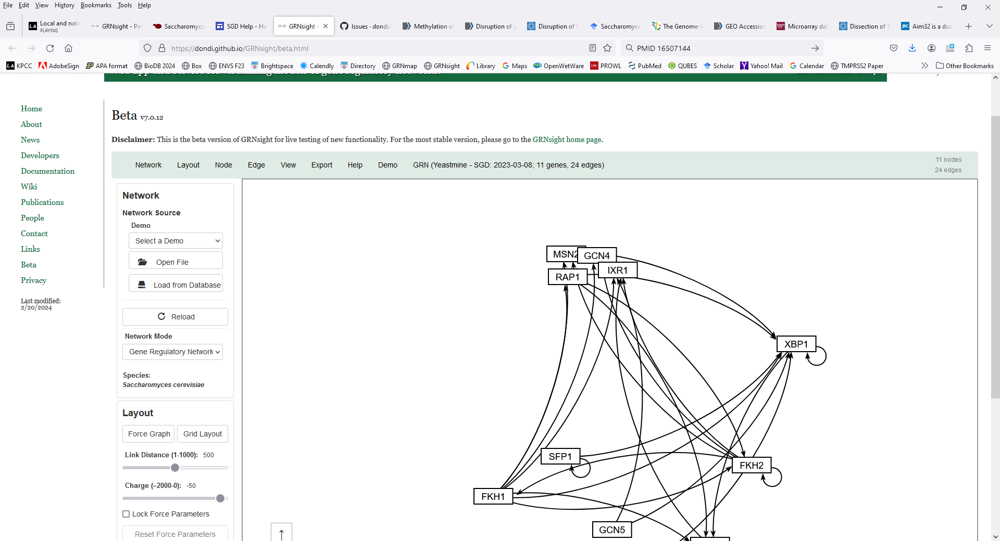 File Edit View History Bookmarks Tools Help
Local and nati
PLAYING
GRNsight - Pe
Saccharomyce
SGD Help - Ho
GRNsight -
Issues · dondi/
Methylation of
Disruption of y
Disruption of Y
Saccharomyce
The Genome-W
GEO Accession
Microarray dat
Dissection of T
Aim32 is a dua
https://dondi.github.io/GRNsight/beta.html
PMID 16507144
KPCC AdobeSign APA format BioDB 2024 Box ENVS F23 Brightspace Calendly Directory GRNmap GRNsight Library Maps OpenWetWare PROWL PubMed QUBES Scholar Yahoo! Mail Calendar TMPRSS2 Paper Other Bookmarks
Home
About
News
Developers
Documentation
Wiki
Publications
People
Contact
Links
Beta
Privacy
Last modified:
2/20/2024
Beta v7.0.12
Disclaimer: This is the beta version of GRNsight for live testing of new functionality. For the most stable version, please go to the GRNsight home page.
Network Layout Node Edge View Export Help Demo GRN (Yeastmine - SGD: 2023-03-08; 11 genes, 24 edges)
11 nodes
24 edges
Network
Network Source
Demo
Select a Demo
Open File
Load from Database
Reload
Network Mode
Gene Regulatory Network
Species:
Saccharomyces cerevisiae
Layout
Force Graph Grid Layout
Link Distance (1-1000): 500
Charge (–2000-0): -50
Lock Force Parameters
Reset Force Parameters
MSN2
GCN4
IXR1
RAP1
XBP1
SFP1
FKH2
FKH1
GCN5